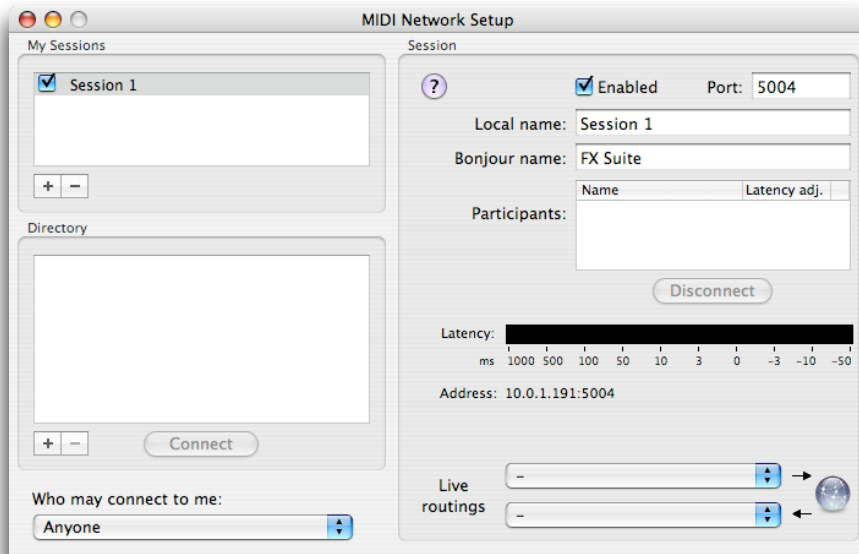 MIDI Network Setup
My Sessions
Session 1
+ −
Directory
+ −
Connect
Who may connect to me:
Anyone
Session
?
Enabled
Port: 5004
Local name: Session 1
Bonjour name: FX Suite
Participants:
Name Latency adj.
Disconnect
Latency:
ms 1000 500 100 50 10 3 0 -3 -10 -50
Address: 10.0.1.191:5004
Live
routings
–
–